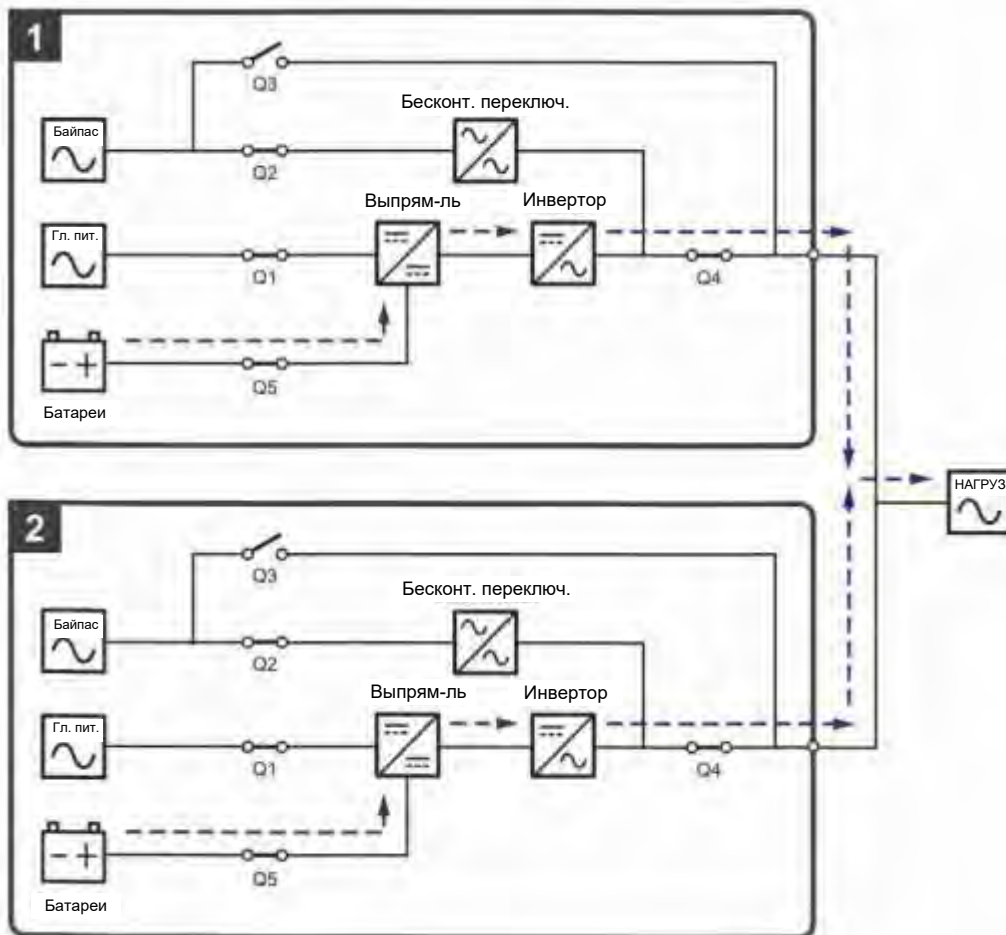 1
Q3
Бесконт. переключ.
Байпас
Q2
Выпрям-ль
Инвертор
Гл. пит.
Q1
Q4
Q5
Батареи
НАГРУЗ
2
Q3
Бесконт. переключ.
Байпас
Q2
Выпрям-ль
Инвертор
Гл. пит.
Q1
Q4
Q5
Батареи